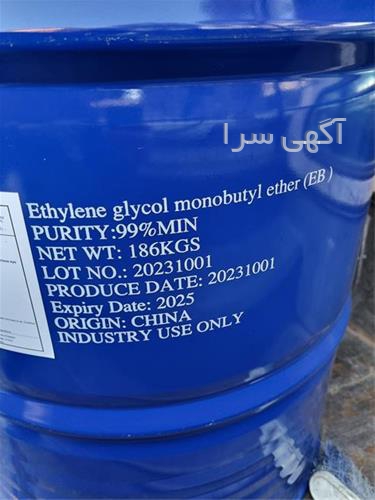 آگهی سرا
Ethylene glycol monobutyl ether (EB)
PURITY:99%MIN
NET WT: 186KGS
LOT NO.: 20231001
PRODUCE DATE: 20231001
Expiry Date: 2025
ORIGIN: CHINA
INDUSTRY USE ONLY